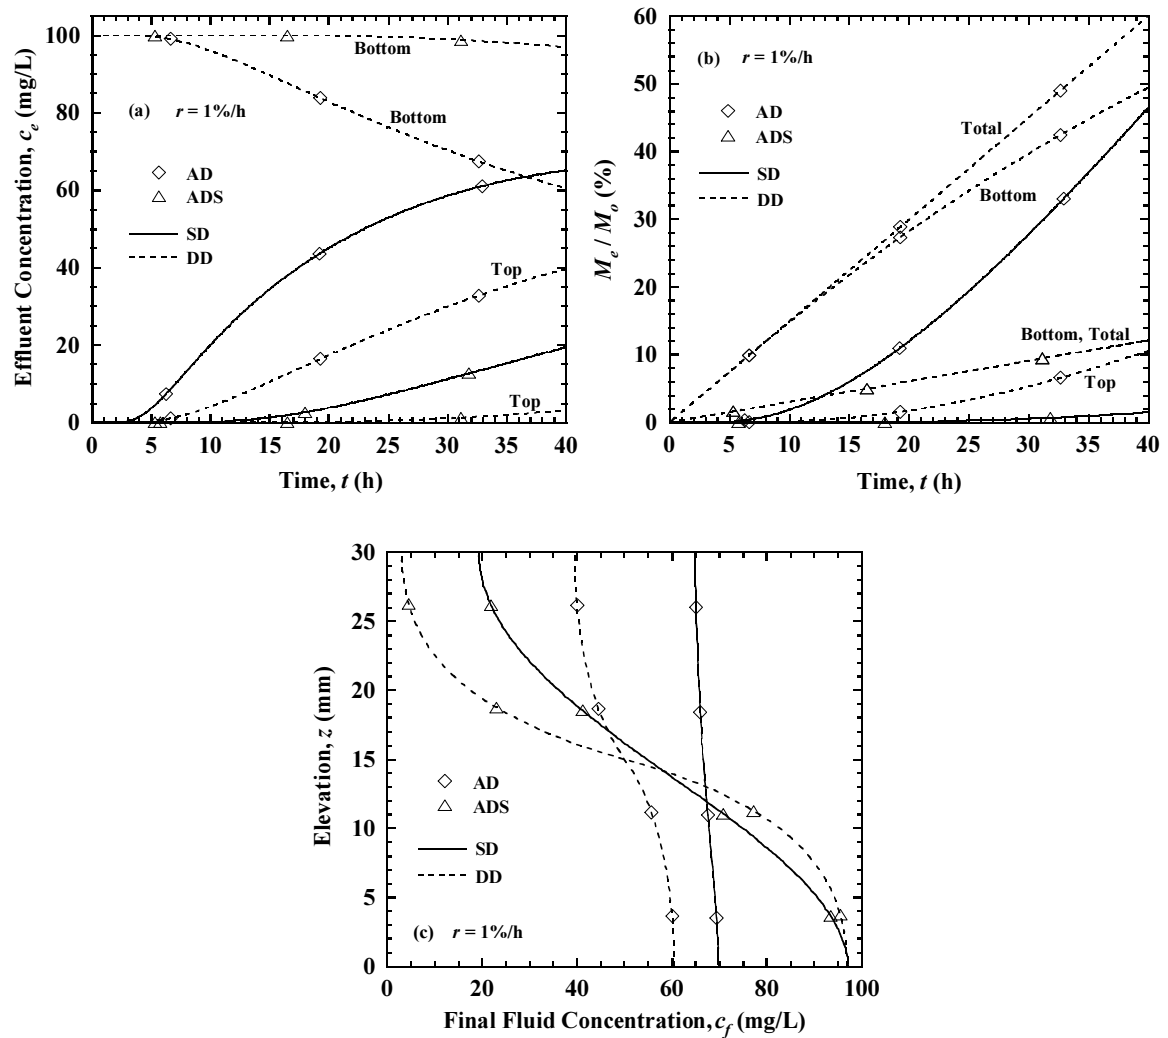 Effluent Concentration, c_e (mg/L)
100
80
60
40
20
0
(a) r = 1%/h
AD
ADS
SD
DD
Bottom
Bottom
Top
Top
0 5 10 15 20 25 30 35 40
Time, t (h)
M_e / M_o (%)
60
50
40
30
20
10
0
(b) r = 1%/h
AD
ADS
SD
DD
Total
Bottom
Bottom, Total
Top
0 5 10 15 20 25 30 35 40
Time, t (h)
Elevation, z (mm)
30
25
20
15
10
5
0
AD
ADS
SD
DD
(c) r = 1%/h
0 20 40 60 80 100
Final Fluid Concentration, c_f (mg/L)